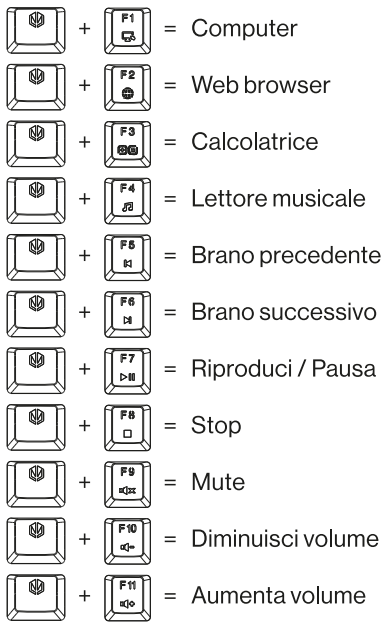 + F1 = Computer
+ F2 = Web browser
+ F3 = Calcolatrice
+ F4 = Lettore musicale
+ F5 = Brano precedente
+ F6 = Brano successivo
+ F7 = Riproduci / Pausa
+ F8 = Stop
+ F9 = Mute
+ F10 = Diminuisci volume
+ F11 = Aumenta volume